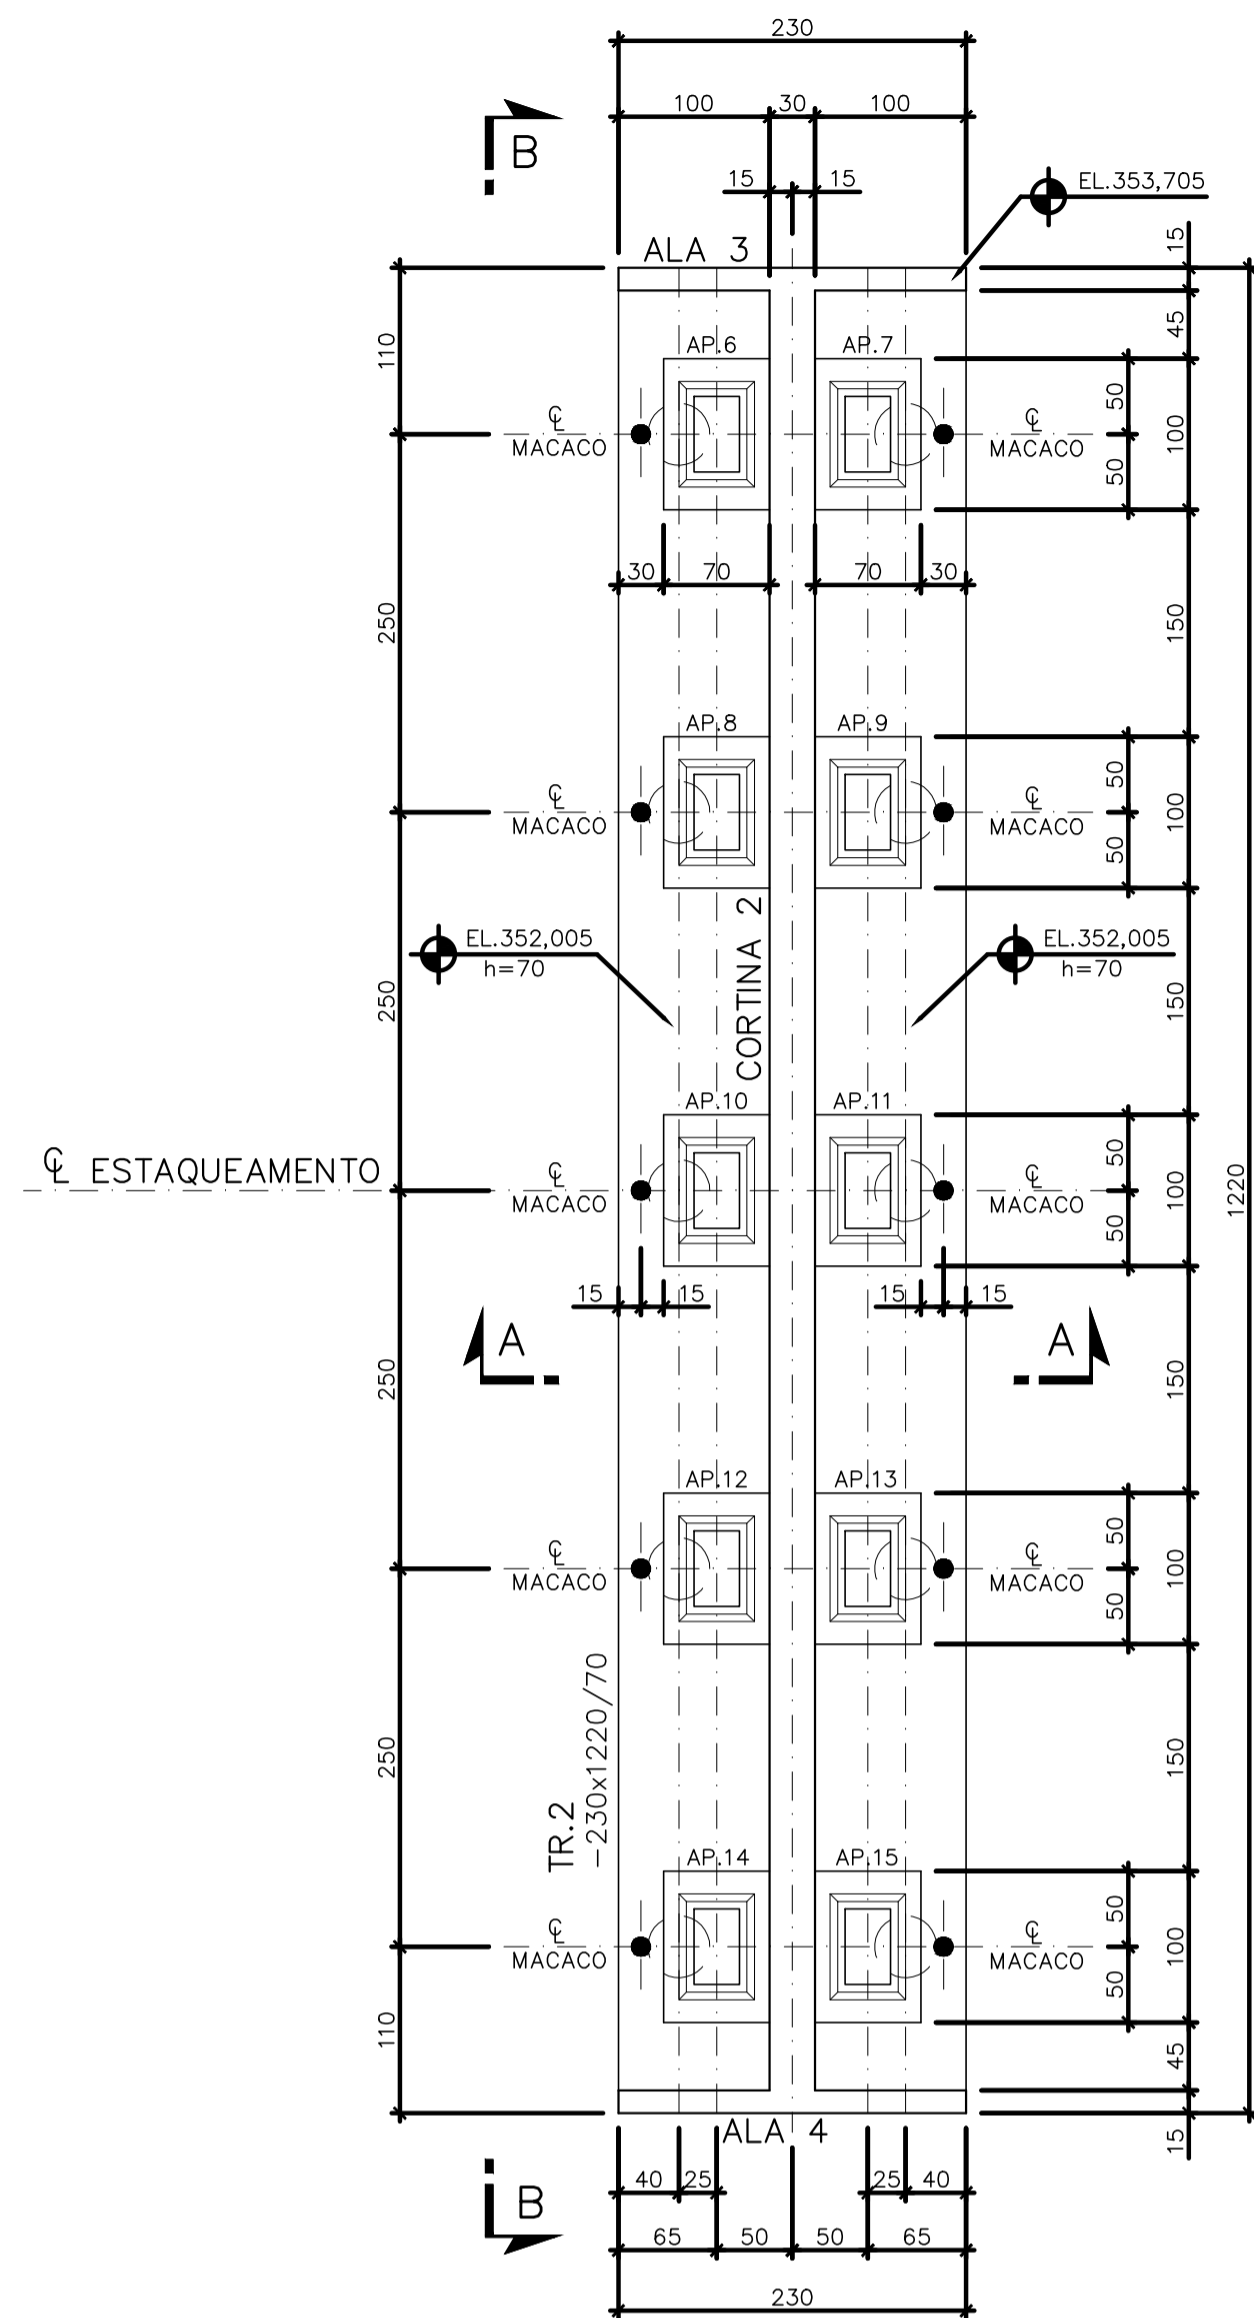 230
100 30 100
B
15 15
EL.353,705
ALA 3
15
110
45
AP.6 AP.7
℄ MACACO
℄ MACACO
50
100
50
30 70 70 30
250
150
AP.8 AP.9
℄ MACACO
℄ MACACO
50
100
50
EL.352,005
h=70
CORTINA 2
EL.352,005
h=70
250
150
AP.10 AP.11
℄ ESTAQUEAMENTO
℄ MACACO
℄ MACACO
50
100
50
1220
15 15 15 15
A A
250
150
AP.12 AP.13
℄ MACACO
℄ MACACO
50
100
50
TR.2
-230x1220/70
250
150
AP.14 AP.15
℄ MACACO
℄ MACACO
50
100
50
110
45
ALA 4
15
40 25 25 40
B
65 50 50 65
230